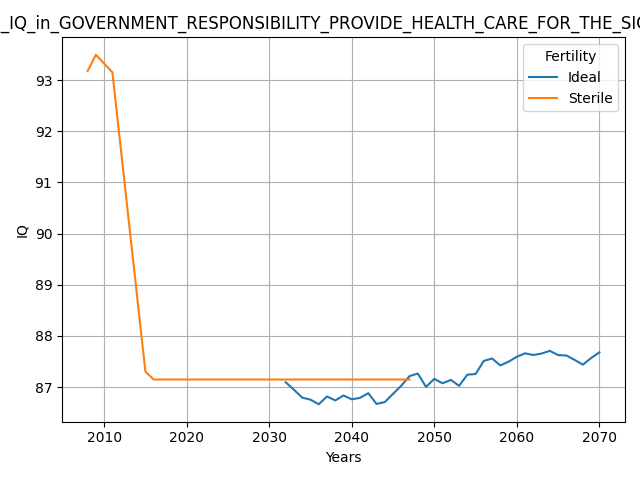 _IQ_in_GOVERNMENT_RESPONSIBILITY_PROVIDE_HEALTH_CARE_FOR_THE_SIC
Fertility
Ideal
Sterile
93
92
91
90
89
88
87
IQ
2010 2020 2030 2040 2050 2060 2070
Years